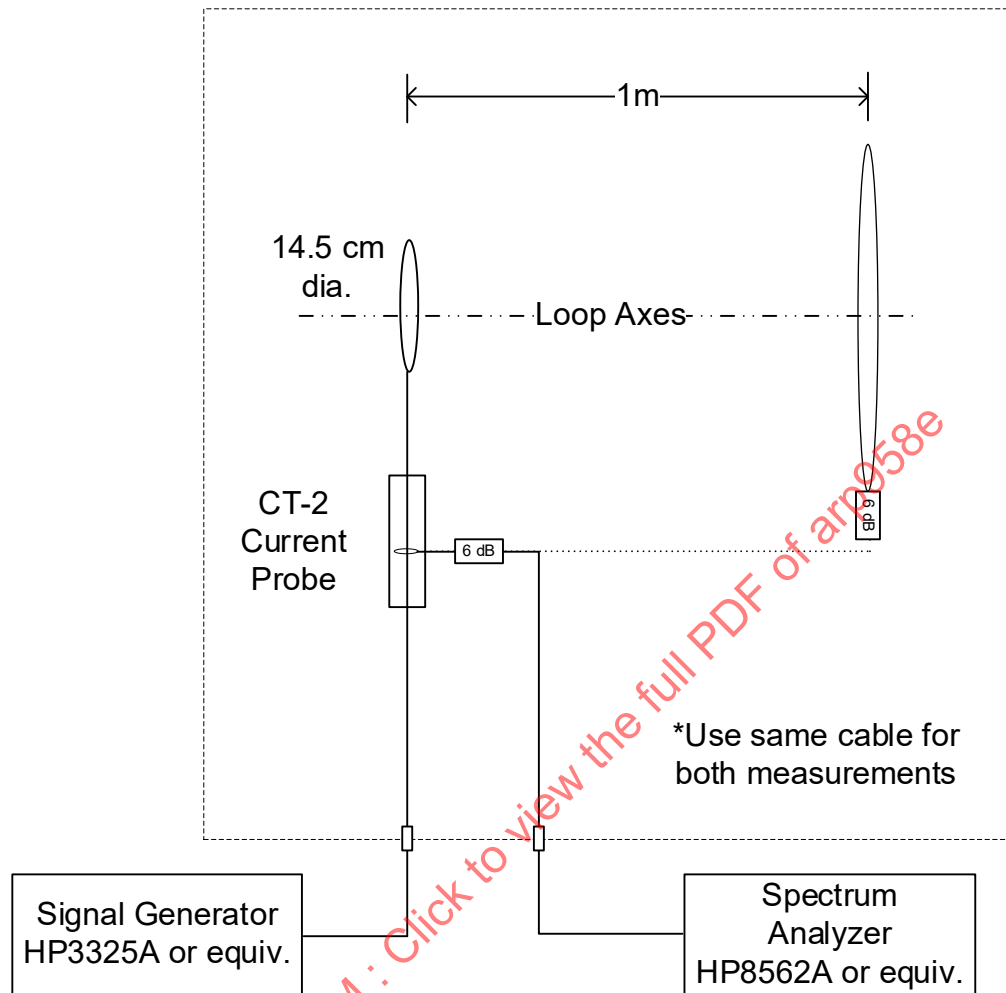 1m
14.5 cm
dia.
Loop Axes
CT-2
Current
Probe
6 dB
6 dB
*Use same cable for
both measurements
Signal Generator
HP3325A or equiv.
Spectrum
Analyzer
HP8562A or equiv.
: Click to view the full PDF of arp958e